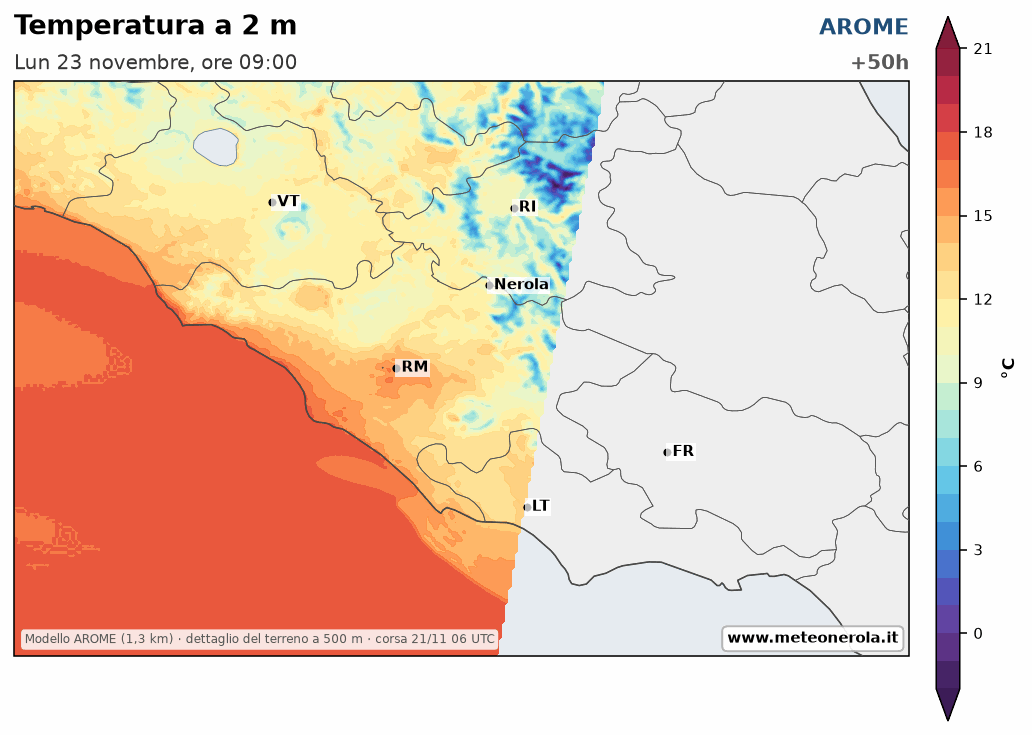 Temperatura a 2 m
AROME
Lun 23 novembre, ore 09:00
+50h
VT
RI
Nerola
RM
FR
LT
Modello AROME (1,3 km) · dettaglio del terreno a 500 m · corsa 21/11 06 UTC
www.meteonerola.it
21
18
15
12
9
6
3
0
°C